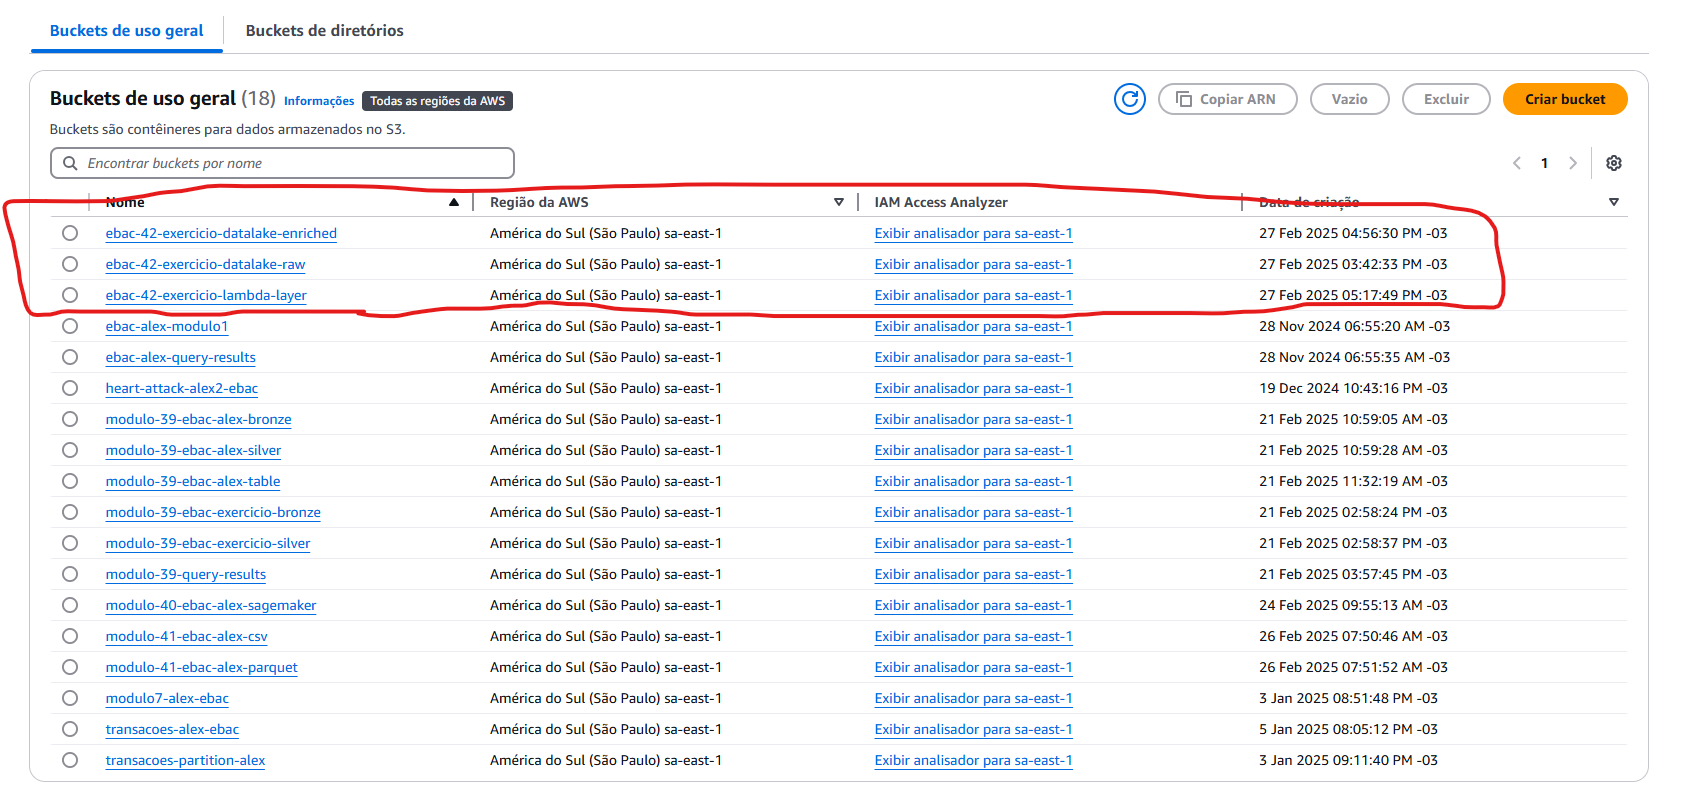 Buckets de uso geral Buckets de diretórios
Buckets de uso geral (18) Informações Todas as regiões da AWS Copiar ARN Vazio Excluir Criar bucket
Buckets são contêineres para dados armazenados no S3.
Encontrar buckets por nome 1
Nome Região da AWS IAM Access Analyzer Data de criação
ebac-42-exercicio-datalake-enriched América do Sul (São Paulo) sa-east-1 Exibir analisador para sa-east-1 27 Feb 2025 04:56:30 PM -03
ebac-42-exercicio-datalake-raw América do Sul (São Paulo) sa-east-1 Exibir analisador para sa-east-1 27 Feb 2025 03:42:33 PM -03
ebac-42-exercicio-lambda-layer América do Sul (São Paulo) sa-east-1 Exibir analisador para sa-east-1 27 Feb 2025 05:17:49 PM -03
ebac-alex-modulo1 América do Sul (São Paulo) sa-east-1 Exibir analisador para sa-east-1 28 Nov 2024 06:55:20 AM -03
ebac-alex-query-results América do Sul (São Paulo) sa-east-1 Exibir analisador para sa-east-1 28 Nov 2024 06:55:35 AM -03
heart-attack-alex2-ebac América do Sul (São Paulo) sa-east-1 Exibir analisador para sa-east-1 19 Dec 2024 10:43:16 PM -03
modulo-39-ebac-alex-bronze América do Sul (São Paulo) sa-east-1 Exibir analisador para sa-east-1 21 Feb 2025 10:59:05 AM -03
modulo-39-ebac-alex-silver América do Sul (São Paulo) sa-east-1 Exibir analisador para sa-east-1 21 Feb 2025 10:59:28 AM -03
modulo-39-ebac-alex-table América do Sul (São Paulo) sa-east-1 Exibir analisador para sa-east-1 21 Feb 2025 11:32:19 AM -03
modulo-39-ebac-exercicio-bronze América do Sul (São Paulo) sa-east-1 Exibir analisador para sa-east-1 21 Feb 2025 02:58:24 PM -03
modulo-39-ebac-exercicio-silver América do Sul (São Paulo) sa-east-1 Exibir analisador para sa-east-1 21 Feb 2025 02:58:37 PM -03
modulo-39-query-results América do Sul (São Paulo) sa-east-1 Exibir analisador para sa-east-1 21 Feb 2025 03:57:45 PM -03
modulo-40-ebac-alex-sagemaker América do Sul (São Paulo) sa-east-1 Exibir analisador para sa-east-1 24 Feb 2025 09:55:13 AM -03
modulo-41-ebac-alex-csv América do Sul (São Paulo) sa-east-1 Exibir analisador para sa-east-1 26 Feb 2025 07:50:46 AM -03
modulo-41-ebac-alex-parquet América do Sul (São Paulo) sa-east-1 Exibir analisador para sa-east-1 26 Feb 2025 07:51:52 AM -03
modulo7-alex-ebac América do Sul (São Paulo) sa-east-1 Exibir analisador para sa-east-1 3 Jan 2025 08:51:48 PM -03
transacoes-alex-ebac América do Sul (São Paulo) sa-east-1 Exibir analisador para sa-east-1 5 Jan 2025 08:05:12 PM -03
transacoes-partition-alex América do Sul (São Paulo) sa-east-1 Exibir analisador para sa-east-1 3 Jan 2025 09:11:40 PM -03